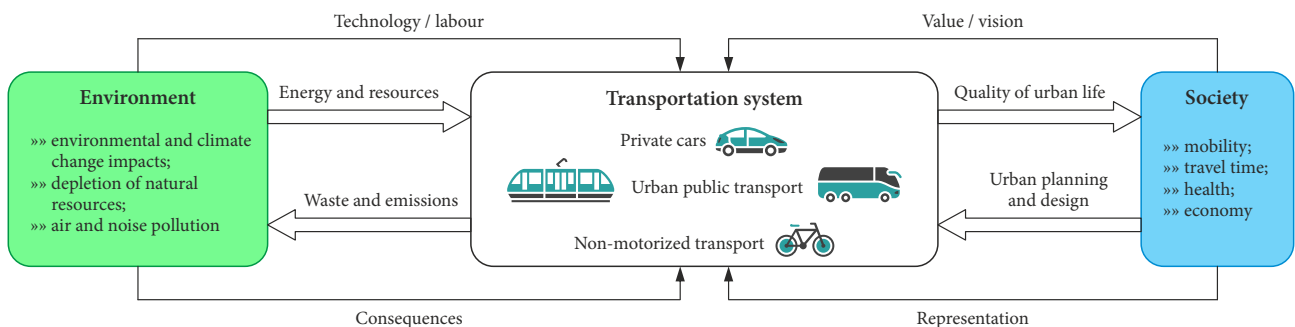 Technology / labour
Value / vision
Environment
»» environmental and climate
change impacts;
»» depletion of natural
resources;
»» air and noise pollution
Energy and resources
Waste and emissions
Transportation system
Private cars
Urban public transport
Non-motorized transport
Quality of urban life
Urban planning
and design
Society
»» mobility;
»» travel time;
»» health;
»» economy
Consequences
Representation